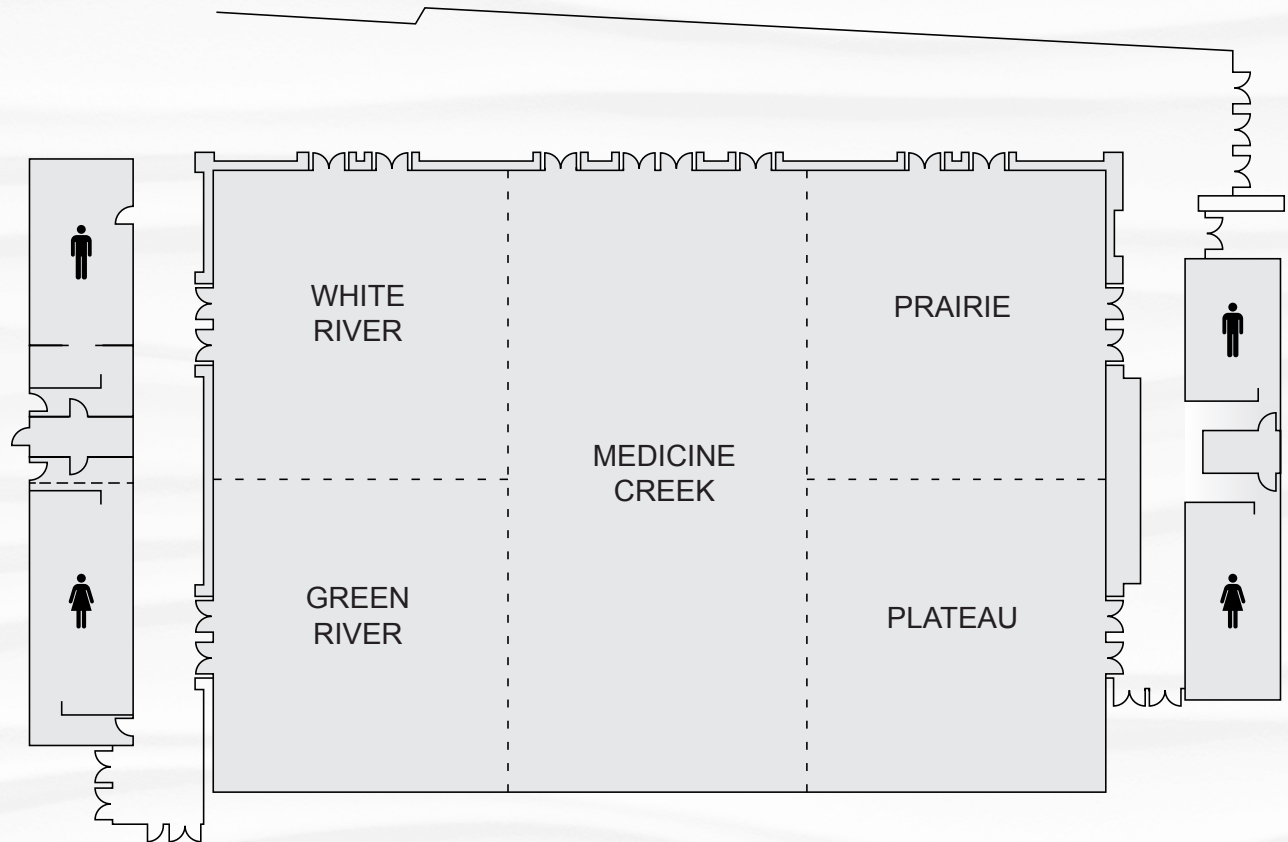 WHITE
RIVER
PRAIRIE
MEDICINE
CREEK
GREEN
RIVER
PLATEAU